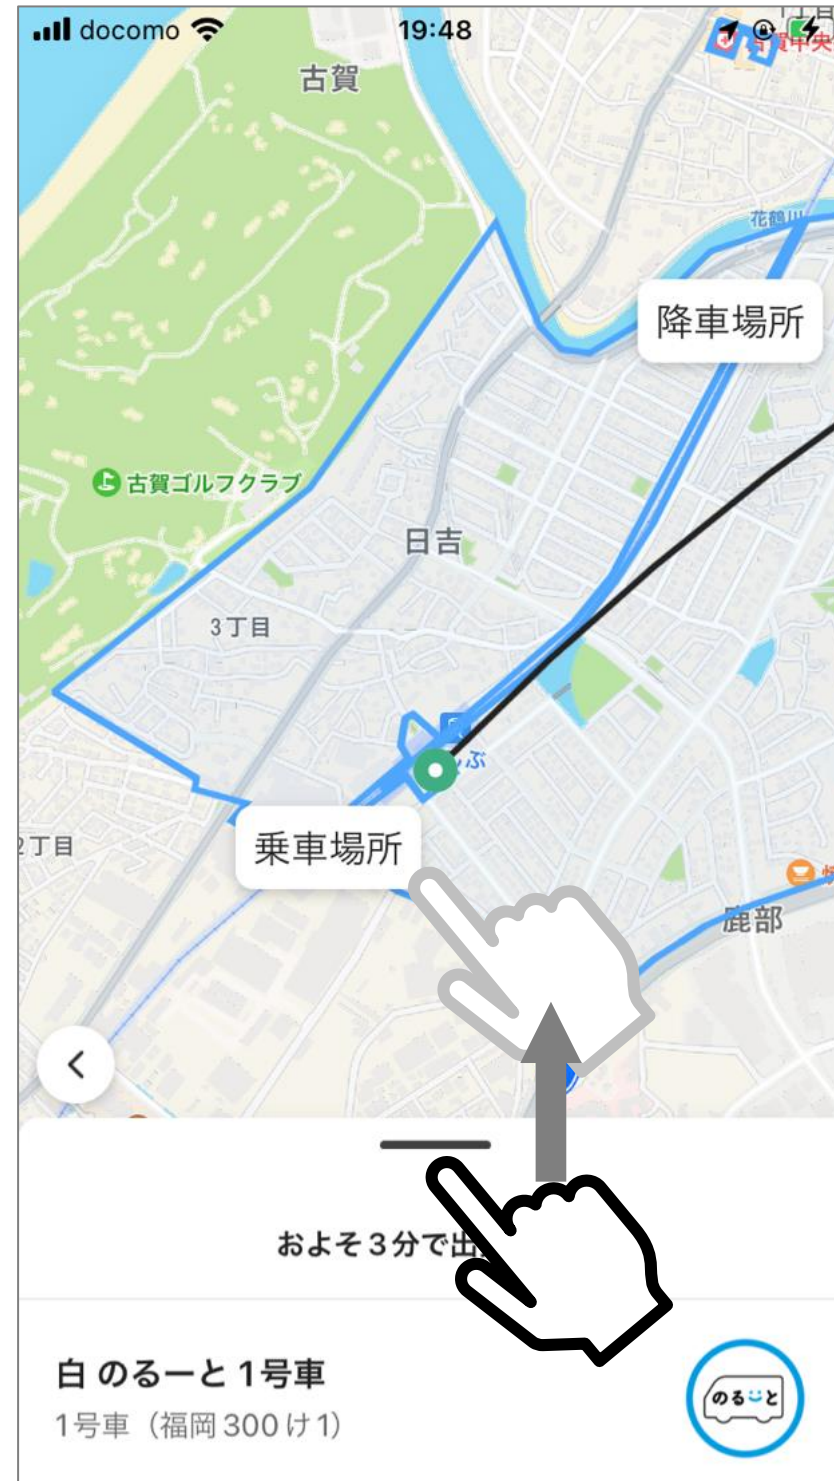 docomo
19:48
古賀
花鶴川
降車場所
古賀ゴルフクラブ
日吉
3丁目
ぶ
乗車場所
2丁目
鹿部
およそ3分で出
白 のるーと 1号車
1号車（福岡 300 け 1）
のるーと